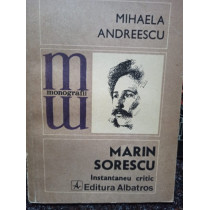 MIHAELA
ANDREESCU
m
monografii
m
MARIN
SORESCU
Instantaneu critic
Editura Albatros